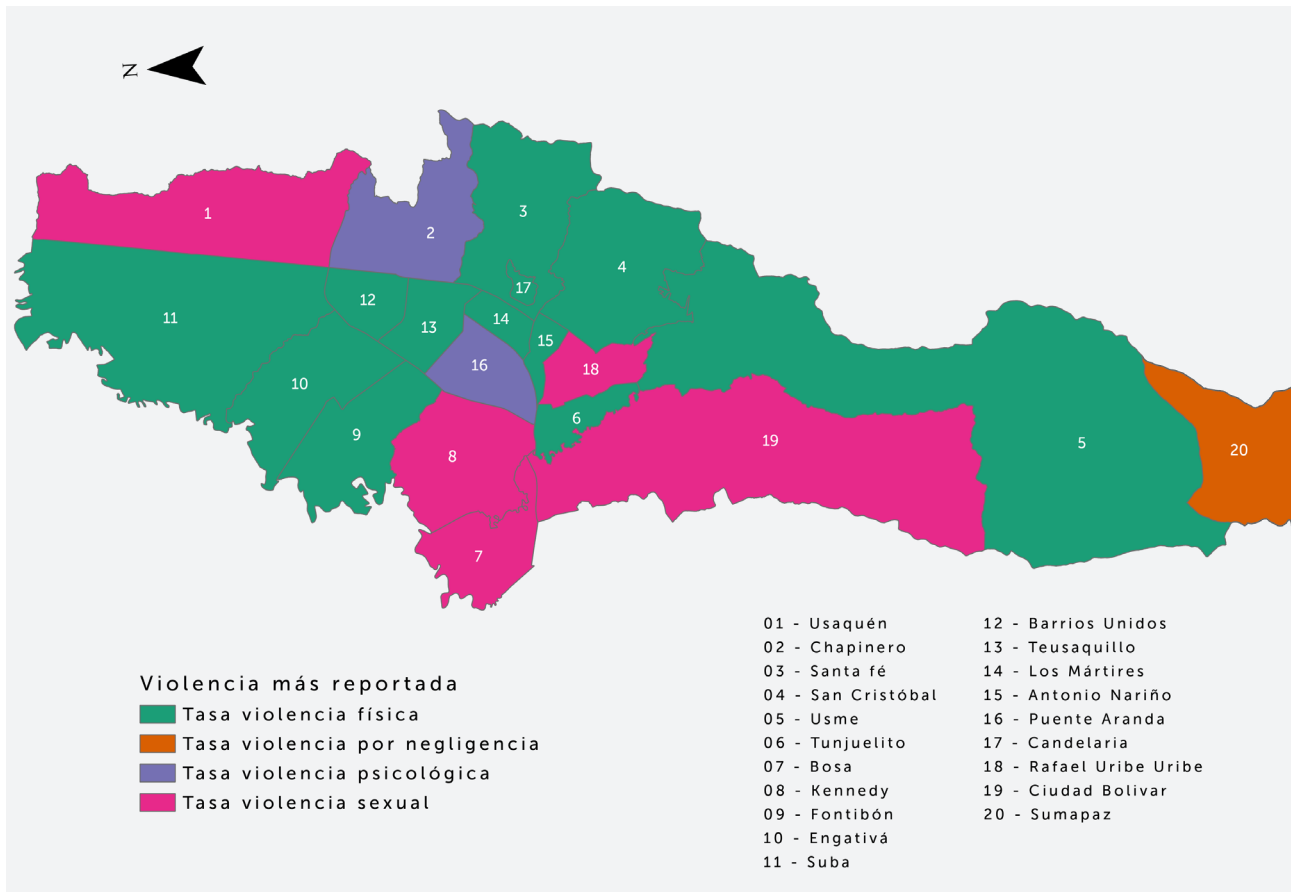 N
1
2
3
4
17
12
11
13
14
15
16
18
10
6
9
8
19
5
20
7
Violencia más reportada
Tasa violencia física
Tasa violencia por negligencia
Tasa violencia psicológica
Tasa violencia sexual
01 - Usaquén
02 - Chapinero
03 - Santa fé
04 - San Cristóbal
05 - Usme
06 - Tunjuelito
07 - Bosa
08 - Kennedy
09 - Fontibón
10 - Engativá
11 - Suba
12 - Barrios Unidos
13 - Teusaquillo
14 - Los Mártires
15 - Antonio Nariño
16 - Puente Aranda
17 - Candelaria
18 - Rafael Uribe Uribe
19 - Ciudad Bolivar
20 - Sumapaz